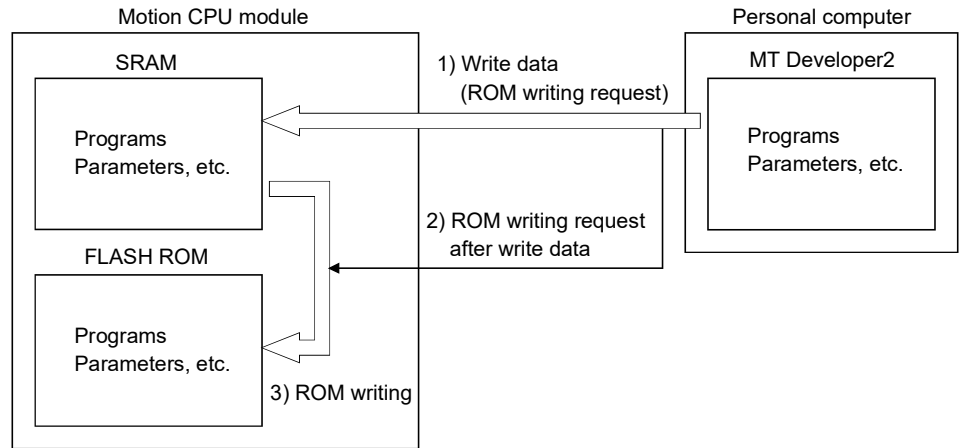 Motion CPU module
Personal computer
SRAM
Programs
Parameters, etc.
1) Write data
(ROM writing request)
MT Developer2
Programs
Parameters, etc.
2) ROM writing request
after write data
FLASH ROM
Programs
Parameters, etc.
3) ROM writing